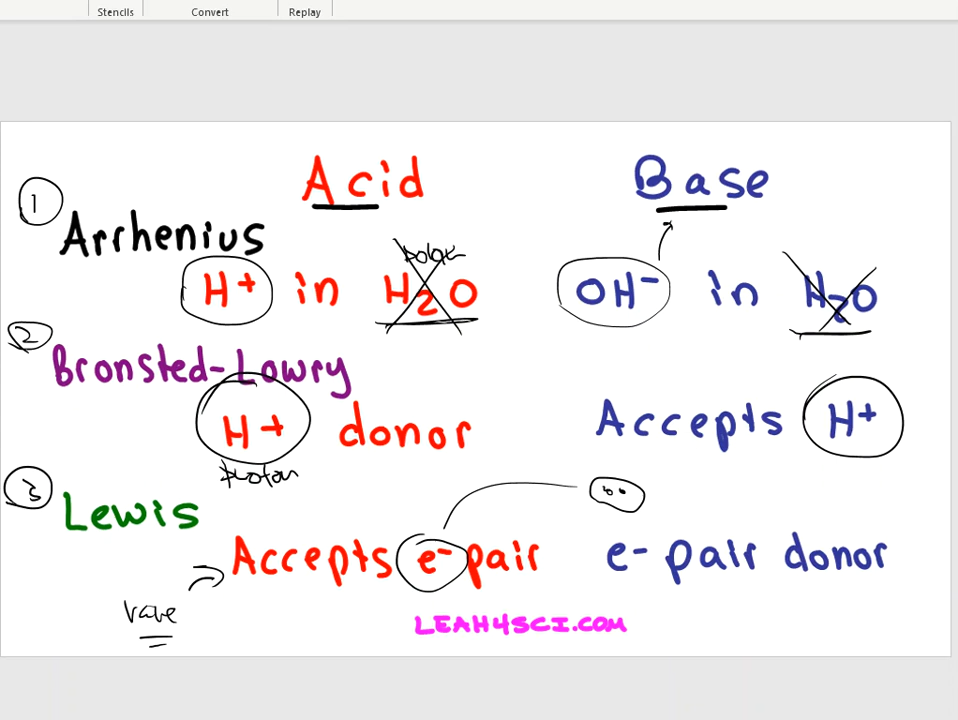 Stencils Convert Replay
Acid Base
1
Arrhenius
polar
H+ in H2O OH- in H2O
2
Bronsted-Lowry
H+ donor Accepts H+
proton
3
Lewis
Accepts e- pair e- pair donor
LEAH4SCI.COM